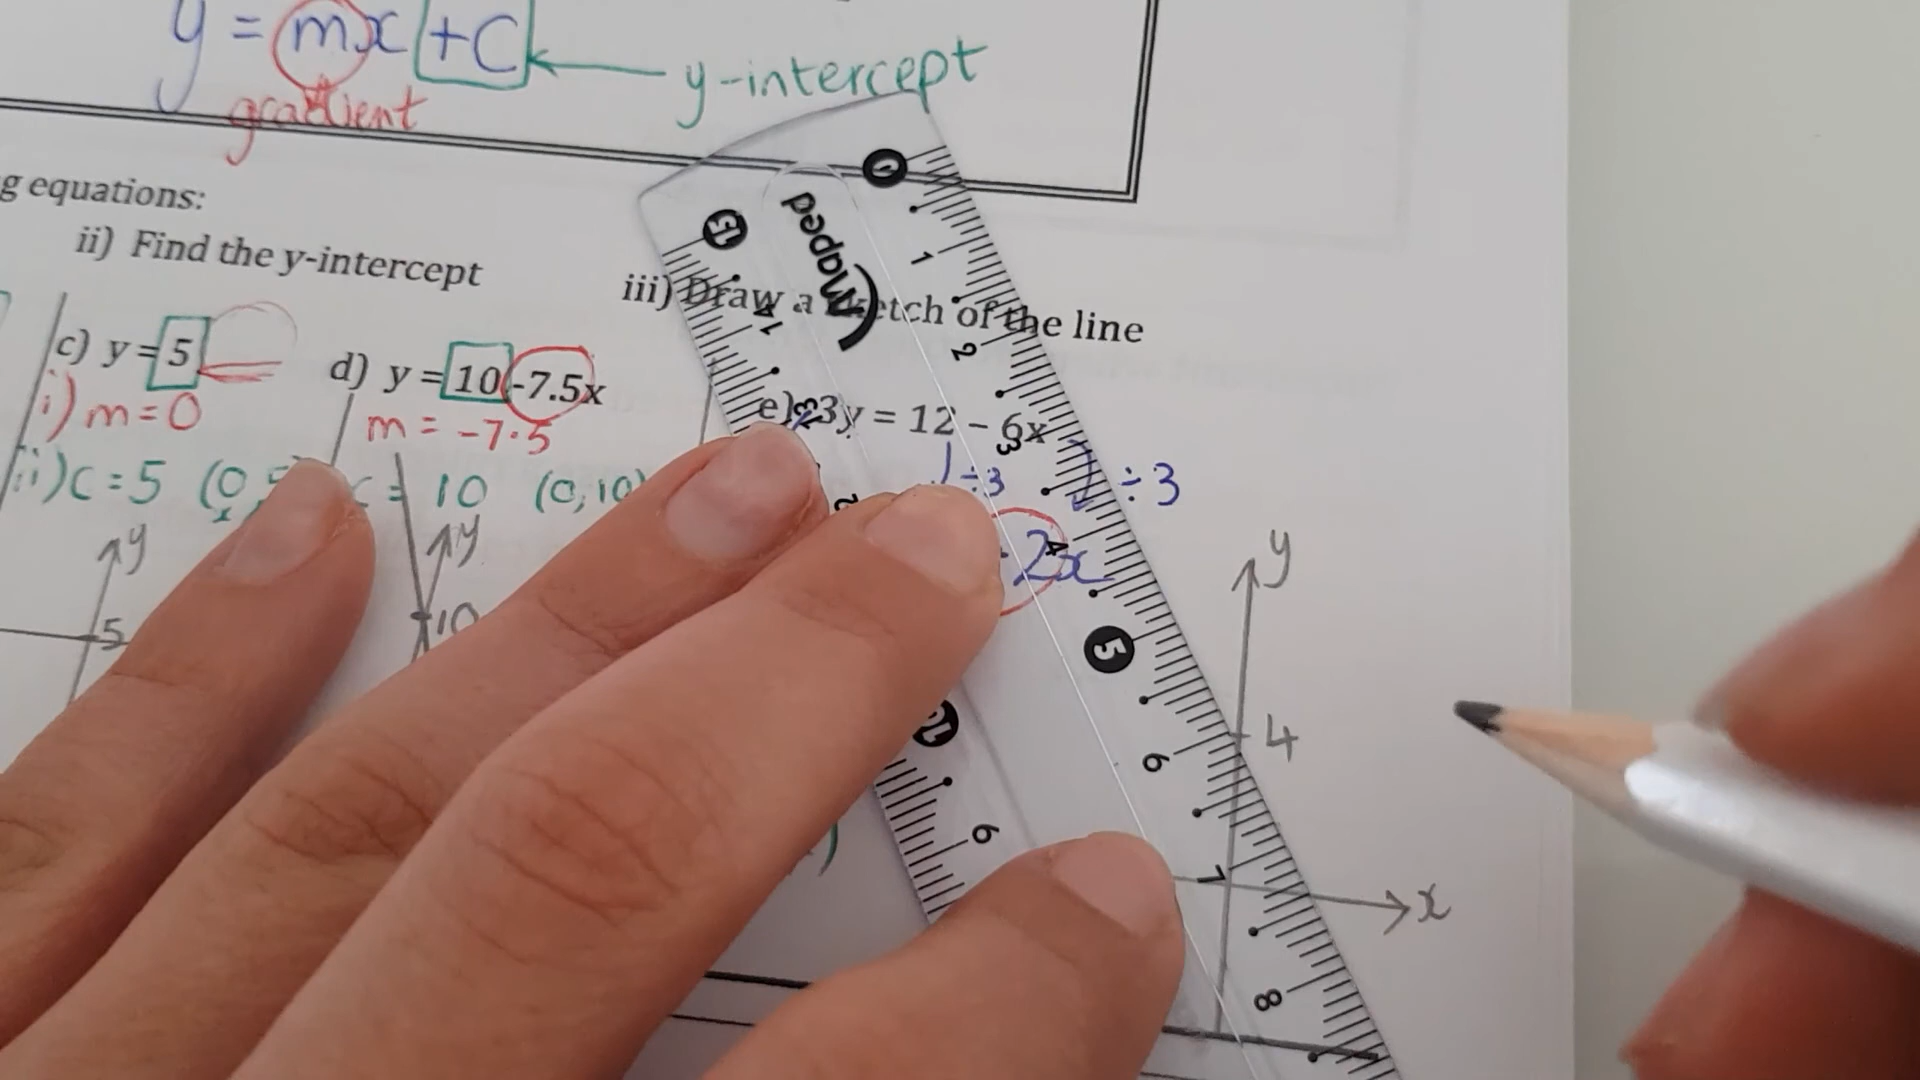 y = mx + c ← y-intercept
gradient
g equations:
ii) Find the y-intercept
iii) Draw a sketch of the line
c) y = 5
d) y = 10 - 7.5x
e) 3y = 12 - 6x
i) m = 0
m = -7.5
÷3
÷3
ii) c = 5 (0,5
c = 10 (0,10)
2x
y
5
y
10
y
4
x
Maped
0
1
2
3
4
5
6
7
8
15
14
13
10
9